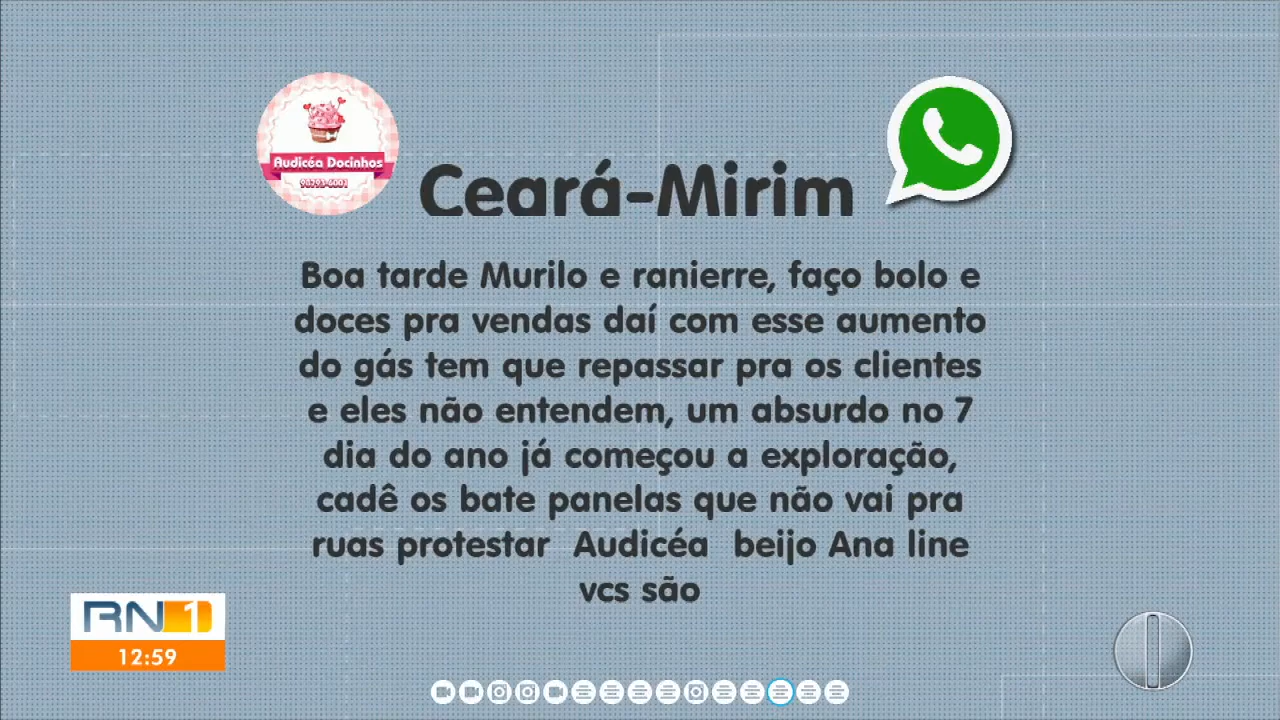 Audicéa Docinhos
98793-6001
Ceará-Mirim
Boa tarde Murilo e ranierre, faço bolo e
doces pra vendas daí com esse aumento
do gás tem que repassar pra os clientes
e eles não entendem, um absurdo no 7
dia do ano já começou a exploração,
cadê os bate panelas que não vai pra
ruas protestar  Audicéa  beijo Ana line
vcs são
RN1
12:59